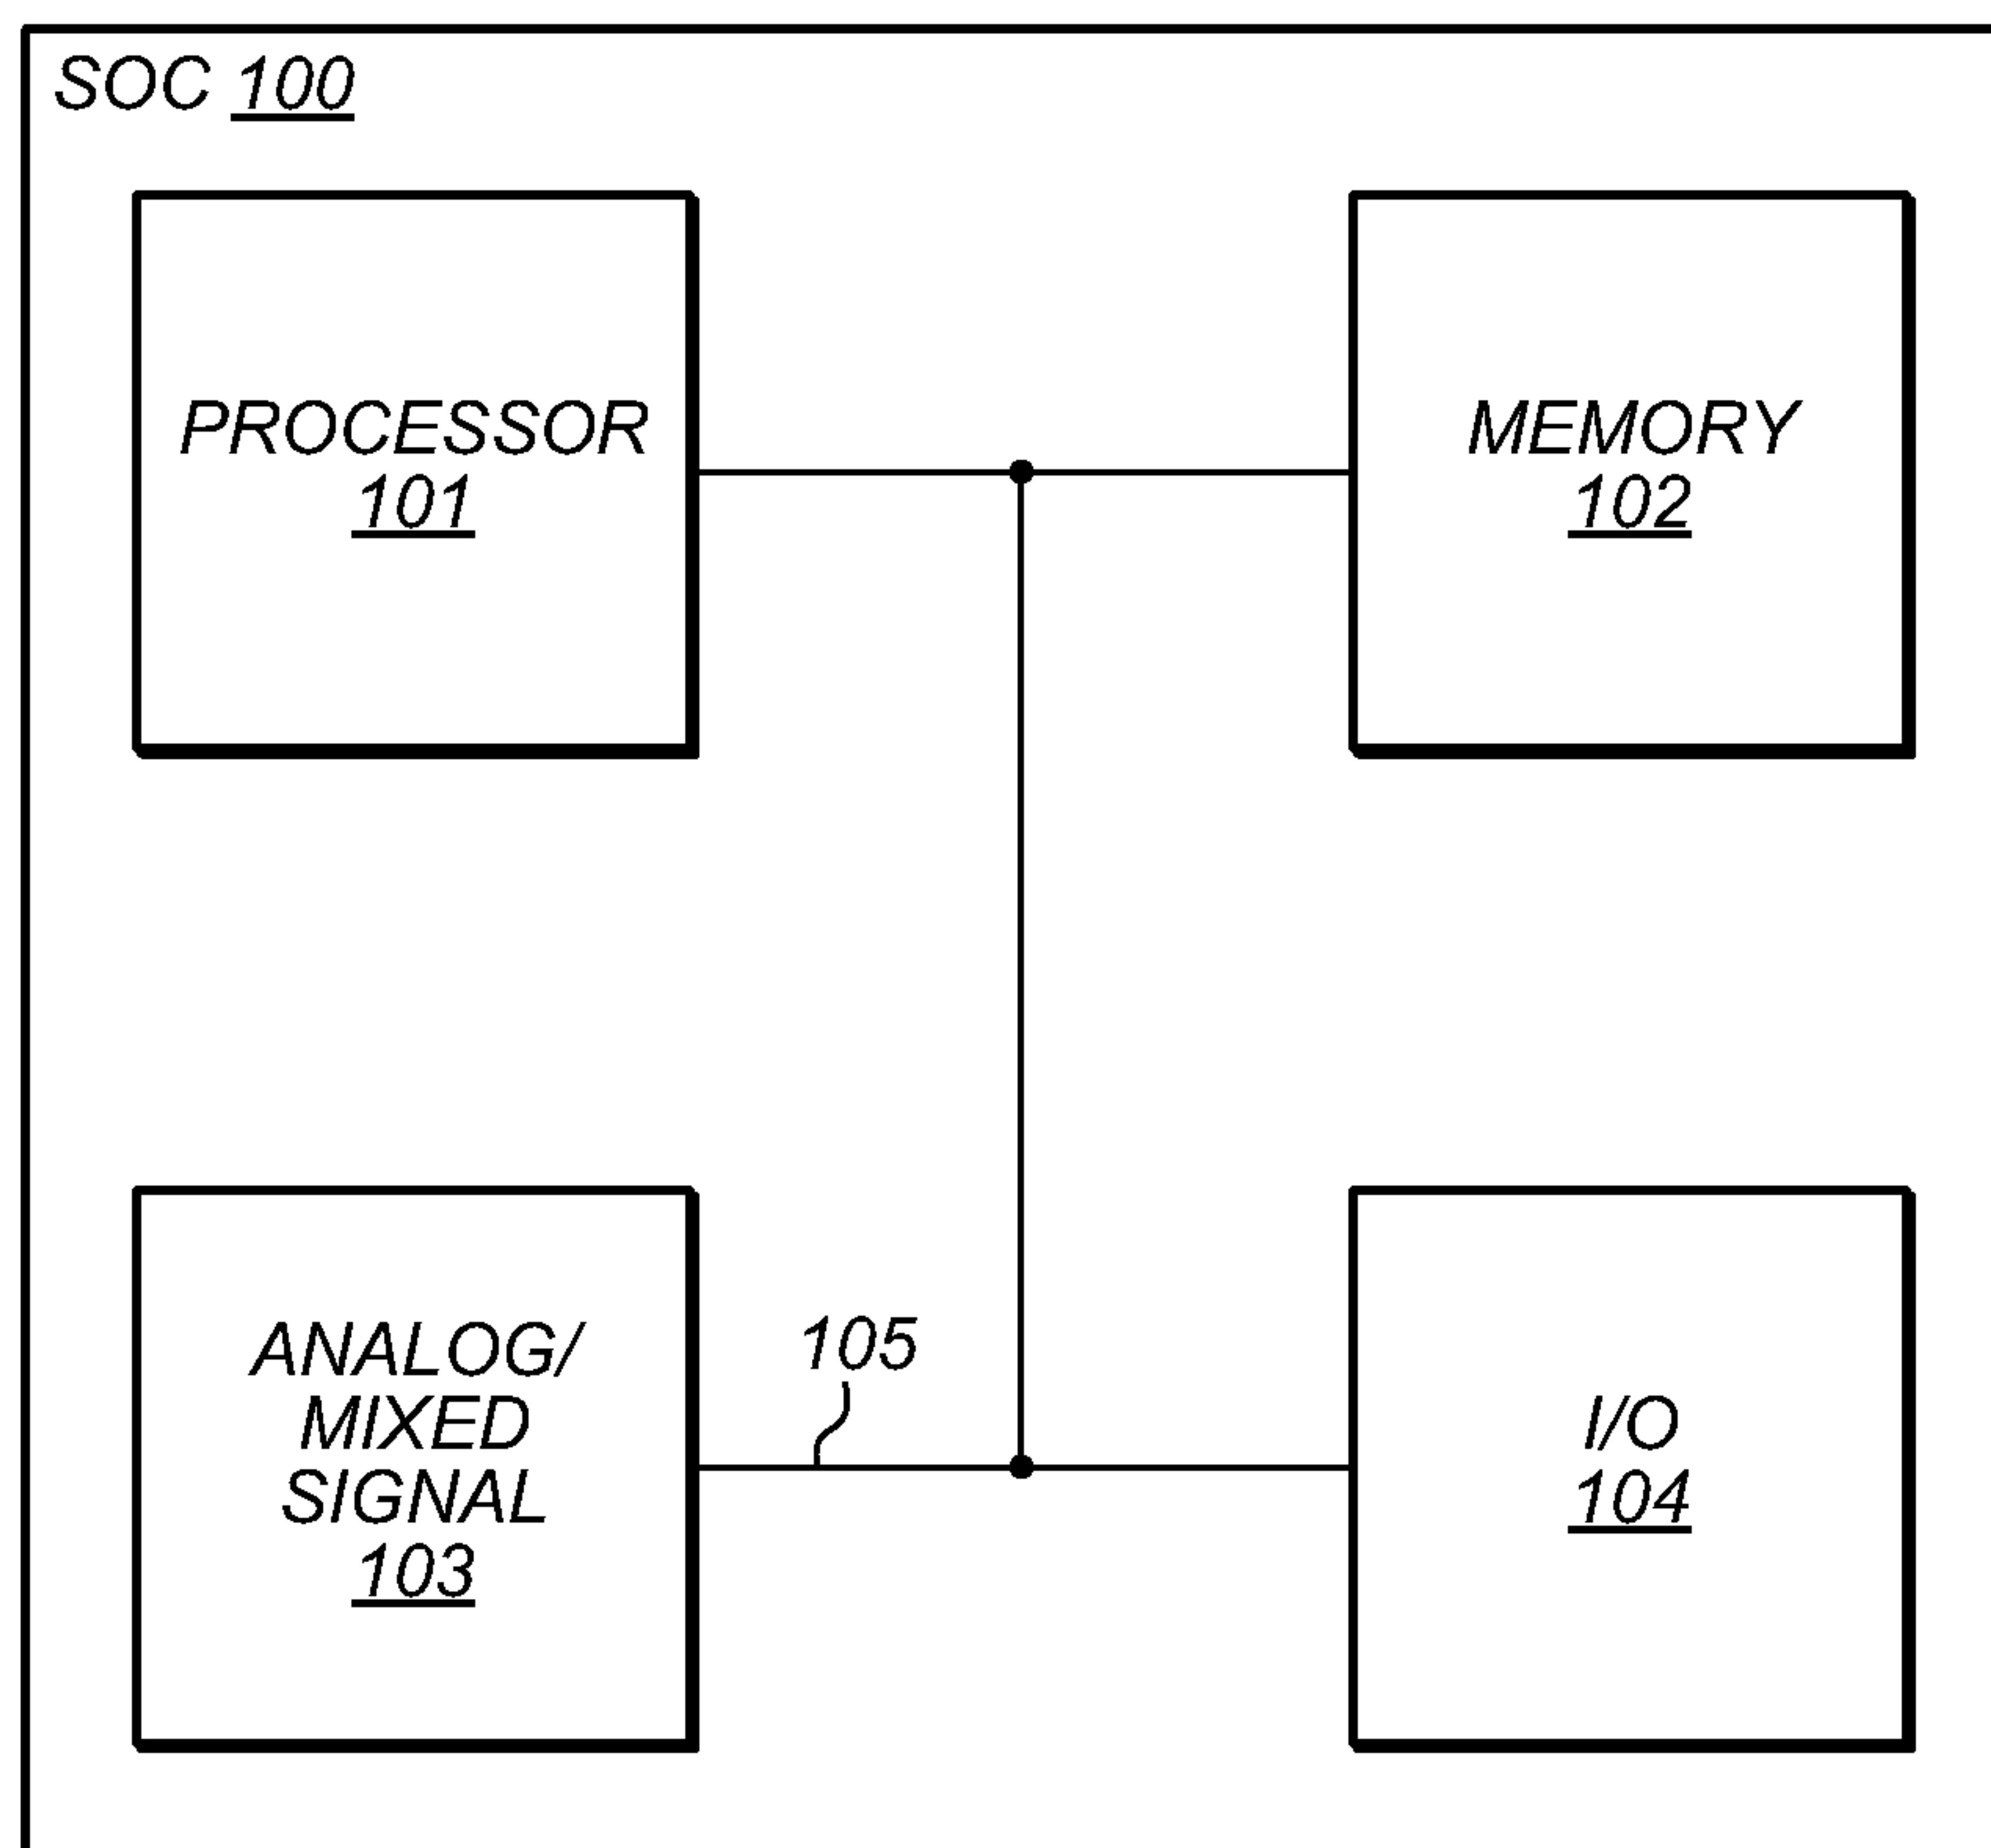 SOC 100
PROCESSOR
101
MEMORY
102
ANALOG/
MIXED
SIGNAL
103
105
I/O
104